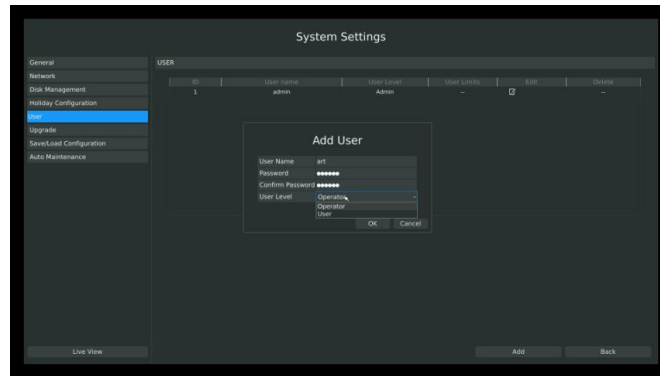 System Settings
General
Network
Disk Management
Holiday Configuration
User
Upgrade
Save/Load Configuration
Auto Maintenance
Live View
USER
ID User name User Level User Limits Edit Delete
1 admin Admin -- --
Add User
User Name art
Password ●●●●●●
Confirm Password ●●●●●●
User Level Operator
Operator
User
OK Cancel
Add Back